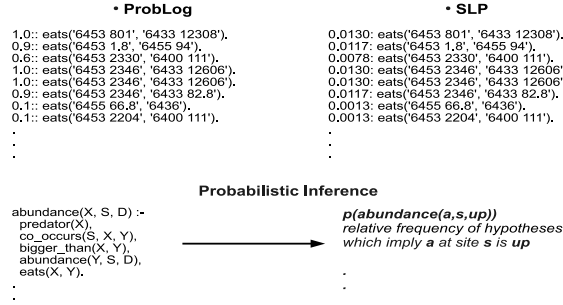 • ProbLog
1.0:: eats('6453 801', '6433 12308').
0.9:: eats('6453 1.8', '6455 94').
0.6:: eats('6453 2330', '6400 111').
1.0:: eats('6453 2346', '6433 12606').
1.0:: eats('6453 2346', '6433 12606').
0.9:: eats('6453 2346', '6433 82.8').
0.1:: eats('6455 66.8', '6436').
0.1:: eats('6453 2204', '6400 111').
.
.
.
• SLP
0.0130: eats('6453 801', '6433 12308').
0.0117: eats('6453 1.8', '6455 94').
0.0078: eats('6453 2330', '6400 111').
0.0130: eats('6453 2346', '6433 12606'
0.0130: eats('6453 2346', '6433 12606'
0.0117: eats('6453 2346', '6433 82.8').
0.0013: eats('6455 66.8', '6436').
0.0013: eats('6453 2204', '6400 111').
.
.
.
Probabilistic Inference
abundance(X, S, D) :-
predator(X),
co_occurs(S, X, Y),
bigger_than(X, Y),
abundance(Y, S, D),
eats(X, Y).
.
.
p(abundance(a,s,up))
relative frequency of hypotheses
which imply a at site s is up
.
.